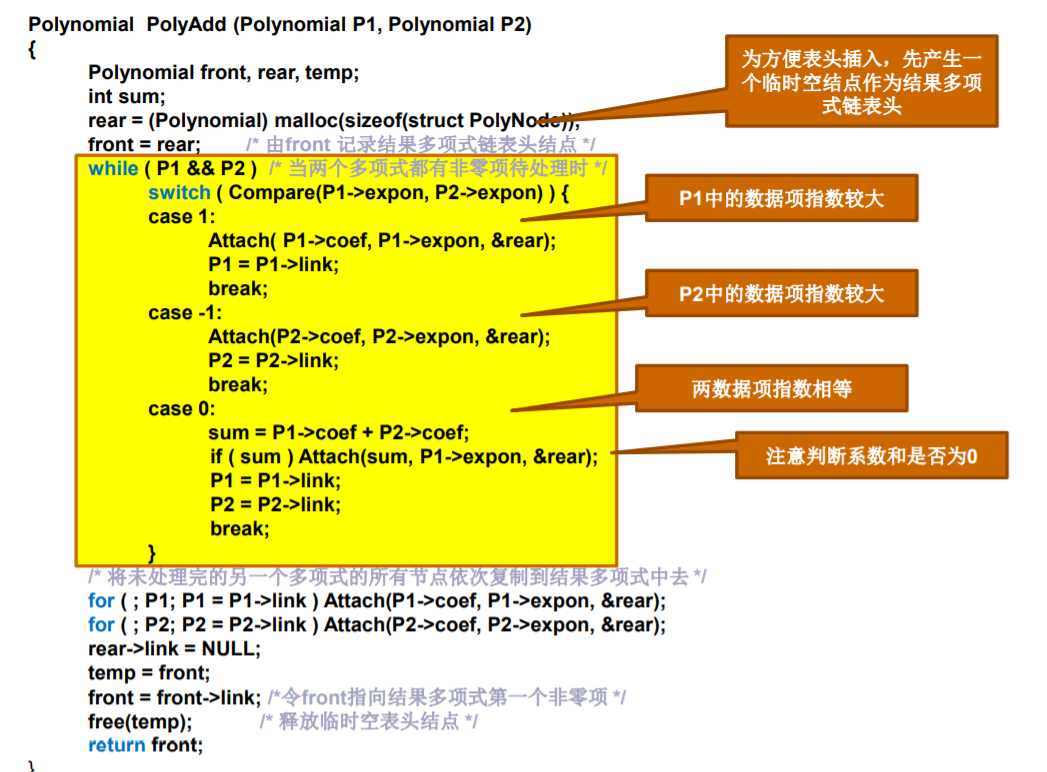 Polynomial PolyAdd (Polynomial P1, Polynomial P2)
{
Polynomial front, rear, temp;
int sum;
rear = (Polynomial) malloc(sizeof(struct PolyNode));
front = rear; /* 由front 记录结果多项式链表头结点 */
while ( P1 && P2 ) /* 当两个多项式都有非零项待处理时 */
switch ( Compare(P1->expon, P2->expon) ) {
case 1:
Attach( P1->coef, P1->expon, &rear);
P1 = P1->link;
break;
case -1:
Attach(P2->coef, P2->expon, &rear);
P2 = P2->link;
break;
case 0:
sum = P1->coef + P2->coef;
if ( sum ) Attach(sum, P1->expon, &rear);
P1 = P1->link;
P2 = P2->link;
break;
}
/* 将未处理完的另一个多项式的所有节点依次复制到结果多项式中去 */
for ( ; P1; P1 = P1->link ) Attach(P1->coef, P1->expon, &rear);
for ( ; P2; P2 = P2->link ) Attach(P2->coef, P2->expon, &rear);
rear->link = NULL;
temp = front;
front = front->link; /*令front指向结果多项式第一个非零项 */
free(temp); /* 释放临时空表头结点 */
return front;
}
为方便表头插入，先产生一
个临时空结点作为结果多项
式链表头
P1中的数据项指数较大
P2中的数据项指数较大
两数据项指数相等
注意判断系数和是否为0